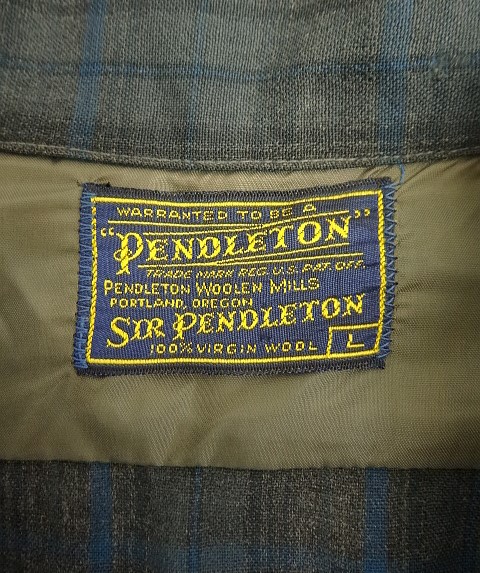 WARRANTED TO BE A
"PENDLETON"
TRADE MARK REG. U.S. PAT. OFF.
PENDLETON WOOLEN MILLS
PORTLAND, OREGON
SIR PENDLETON
100% VIRGIN WOOL L